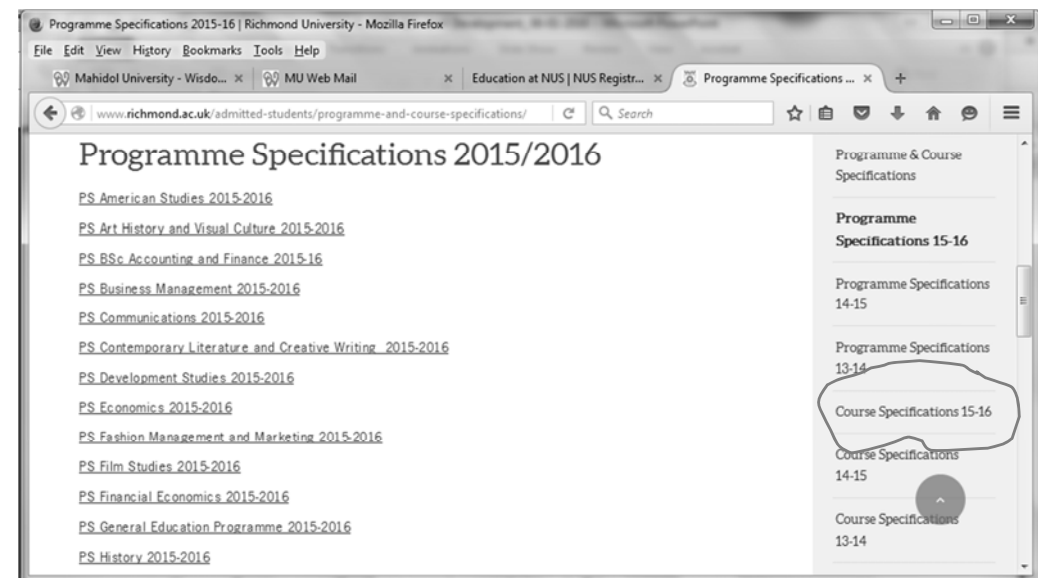 Programme Specifications 2015-16 | Richmond University - Mozilla Firefox
File Edit View History Bookmarks Tools Help
Mahidol University - Wisdo... × MU Web Mail × Education at NUS | NUS Registr... × Programme Specifications ... × +
www.richmond.ac.uk/admitted-students/programme-and-course-specifications/ Search
Programme Specifications 2015/2016
PS American Studies 2015-2016
PS Art History and Visual Culture 2015-2016
PS BSc Accounting and Finance 2015-16
PS Business Management 2015-2016
PS Communications 2015-2016
PS Contemporary Literature and Creative Writing 2015-2016
PS Development Studies 2015-2016
PS Economics 2015-2016
PS Fashion Management and Marketing 2015-2016
PS Film Studies 2015-2016
PS Financial Economics 2015-2016
PS General Education Programme 2015-2016
PS History 2015-2016
Programme & Course
Specifications
Programme
Specifications 15-16
Programme Specifications
14-15
Programme Specifications
13-14
Course Specifications 15-16
Course Specifications
14-15
Course Specifications
13-14